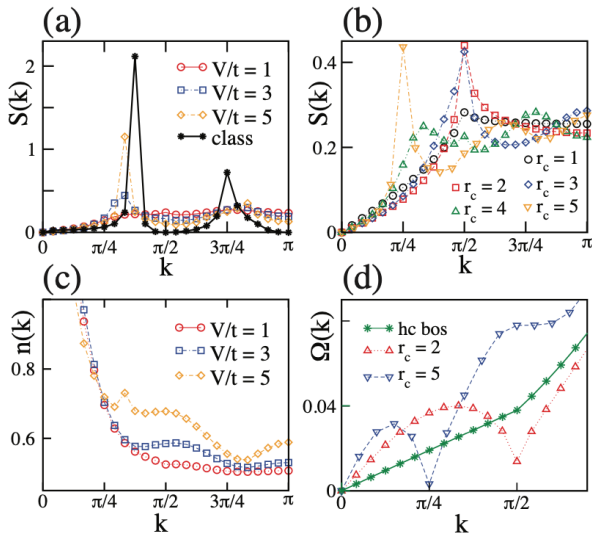 (a)
S(k)
2
1
0
V/t = 1
V/t = 3
V/t = 5
class
0
π/4
π/2
3π/4
π
k
(b)
S(k)
0.4
0.2
0
r_c = 1
r_c = 2
r_c = 3
r_c = 4
r_c = 5
0
π/4
π/2
3π/4
π
k
(c)
n(k)
0.8
0.6
V/t = 1
V/t = 3
V/t = 5
0
π/4
π/2
3π/4
π
k
(d)
Ω(k)
0.04
0
hc bos
r_c = 2
r_c = 5
0
π/4
π/2
k